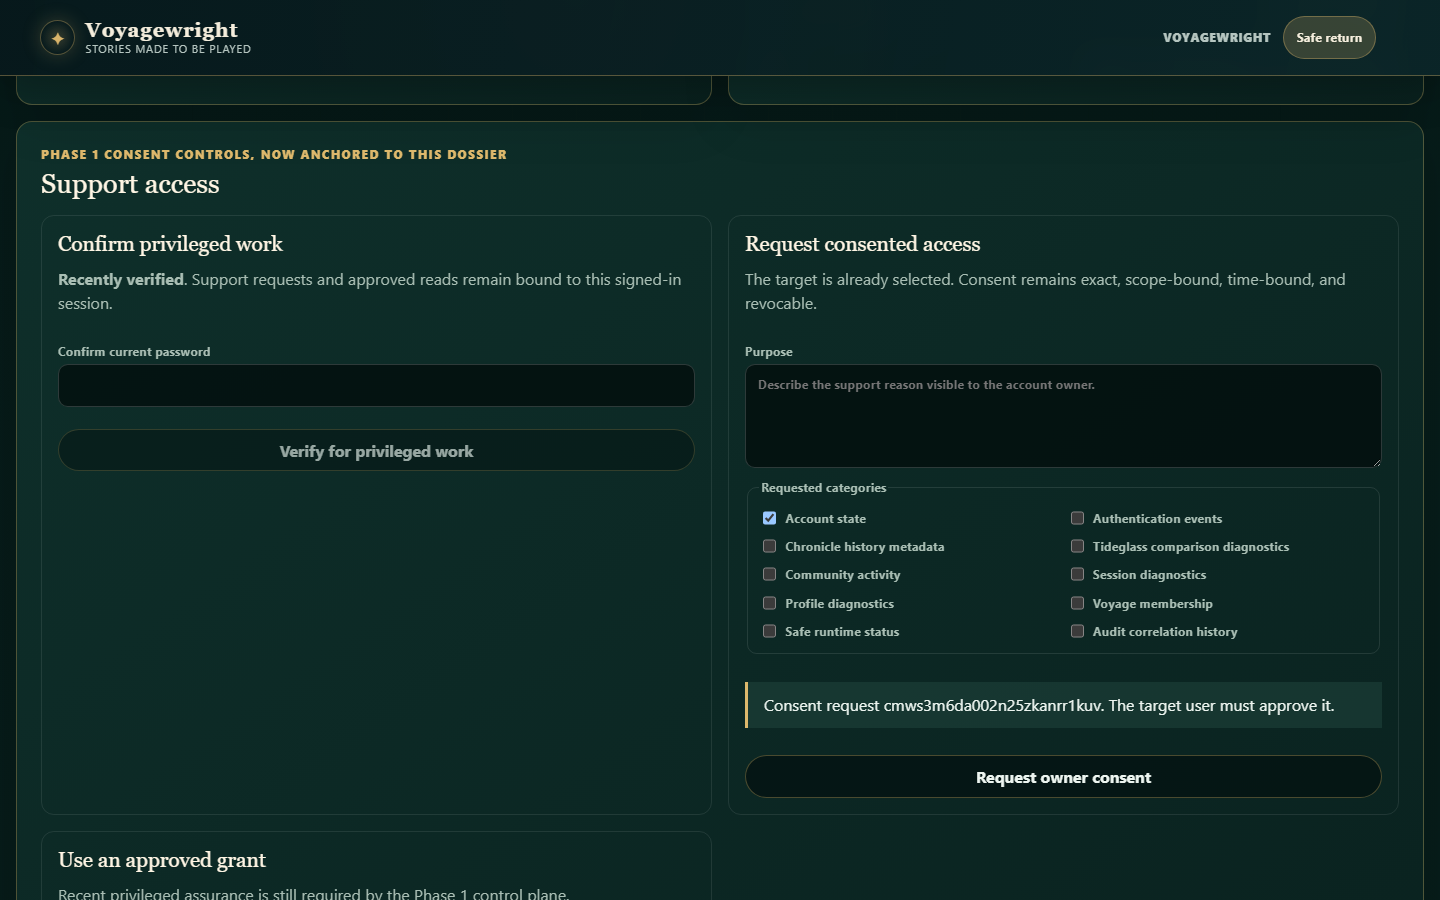 Voyagewright
STORIES MADE TO BE PLAYED
VOYAGEWRIGHT
Safe return
PHASE 1 CONSENT CONTROLS, NOW ANCHORED TO THIS DOSSIER
Support access
Confirm privileged work
Recently verified. Support requests and approved reads remain bound to this signed-in
session.
Confirm current password
Verify for privileged work
Request consented access
The target is already selected. Consent remains exact, scope-bound, time-bound, and
revocable.
Purpose
Describe the support reason visible to the account owner.
Requested categories
Account state
Authentication events
Chronicle history metadata
Tideglass comparison diagnostics
Community activity
Session diagnostics
Profile diagnostics
Voyage membership
Safe runtime status
Audit correlation history
Consent request cmws3m6da002n25zkanrr1kuv. The target user must approve it.
Request owner consent
Use an approved grant
Recent privileged assurance is still required by the Phase 1 control plane.